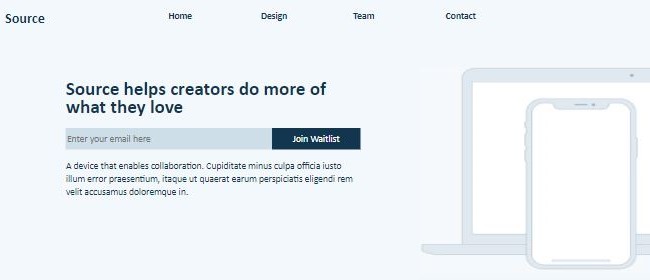 Source
Home Design Team Contact
Source helps creators do more of
what they love
Enter your email here Join Waitlist
A device that enables collaboration. Cupiditate minus culpa officia iusto
illum error praesentium, itaque ut quaerat earum perspiciatis eligendi rem
velit accusamus doloremque in.